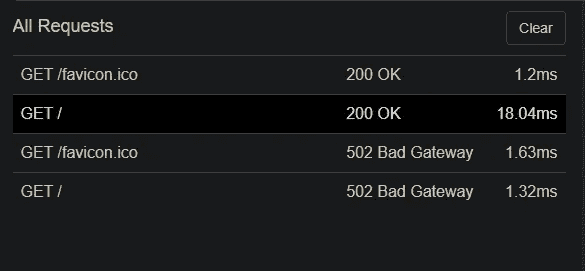 All Requests
Clear
GET /favicon.ico 200 OK 1.2ms
GET / 200 OK 18.04ms
GET /favicon.ico 502 Bad Gateway 1.63ms
GET / 502 Bad Gateway 1.32ms